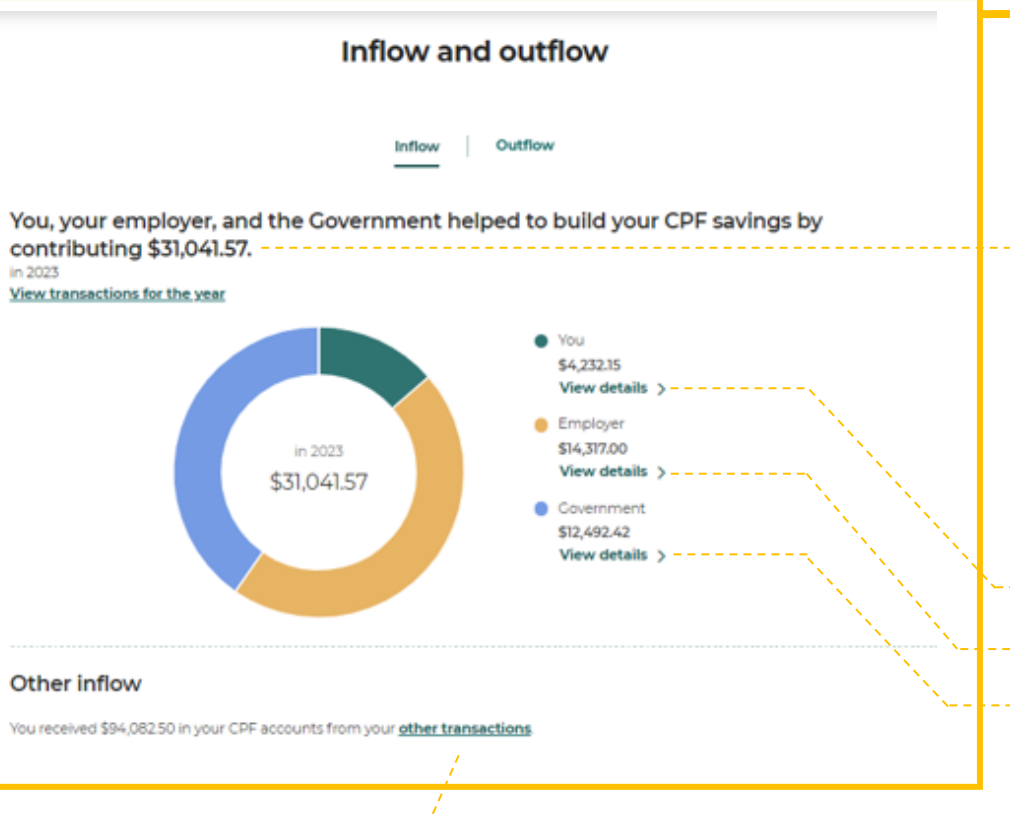 Inflow and outflow
Inflow
Outflow
You, your employer, and the Government helped to build your CPF savings by
contributing $31,041.57.
in 2023
View transactions for the year
in 2023
$31,041.57
You
$4,232.15
View details >
Employer
$14,317.00
View details >
Government
$12,492.42
View details >
Other inflow
You received $94,082.50 in your CPF accounts from your other transactions.